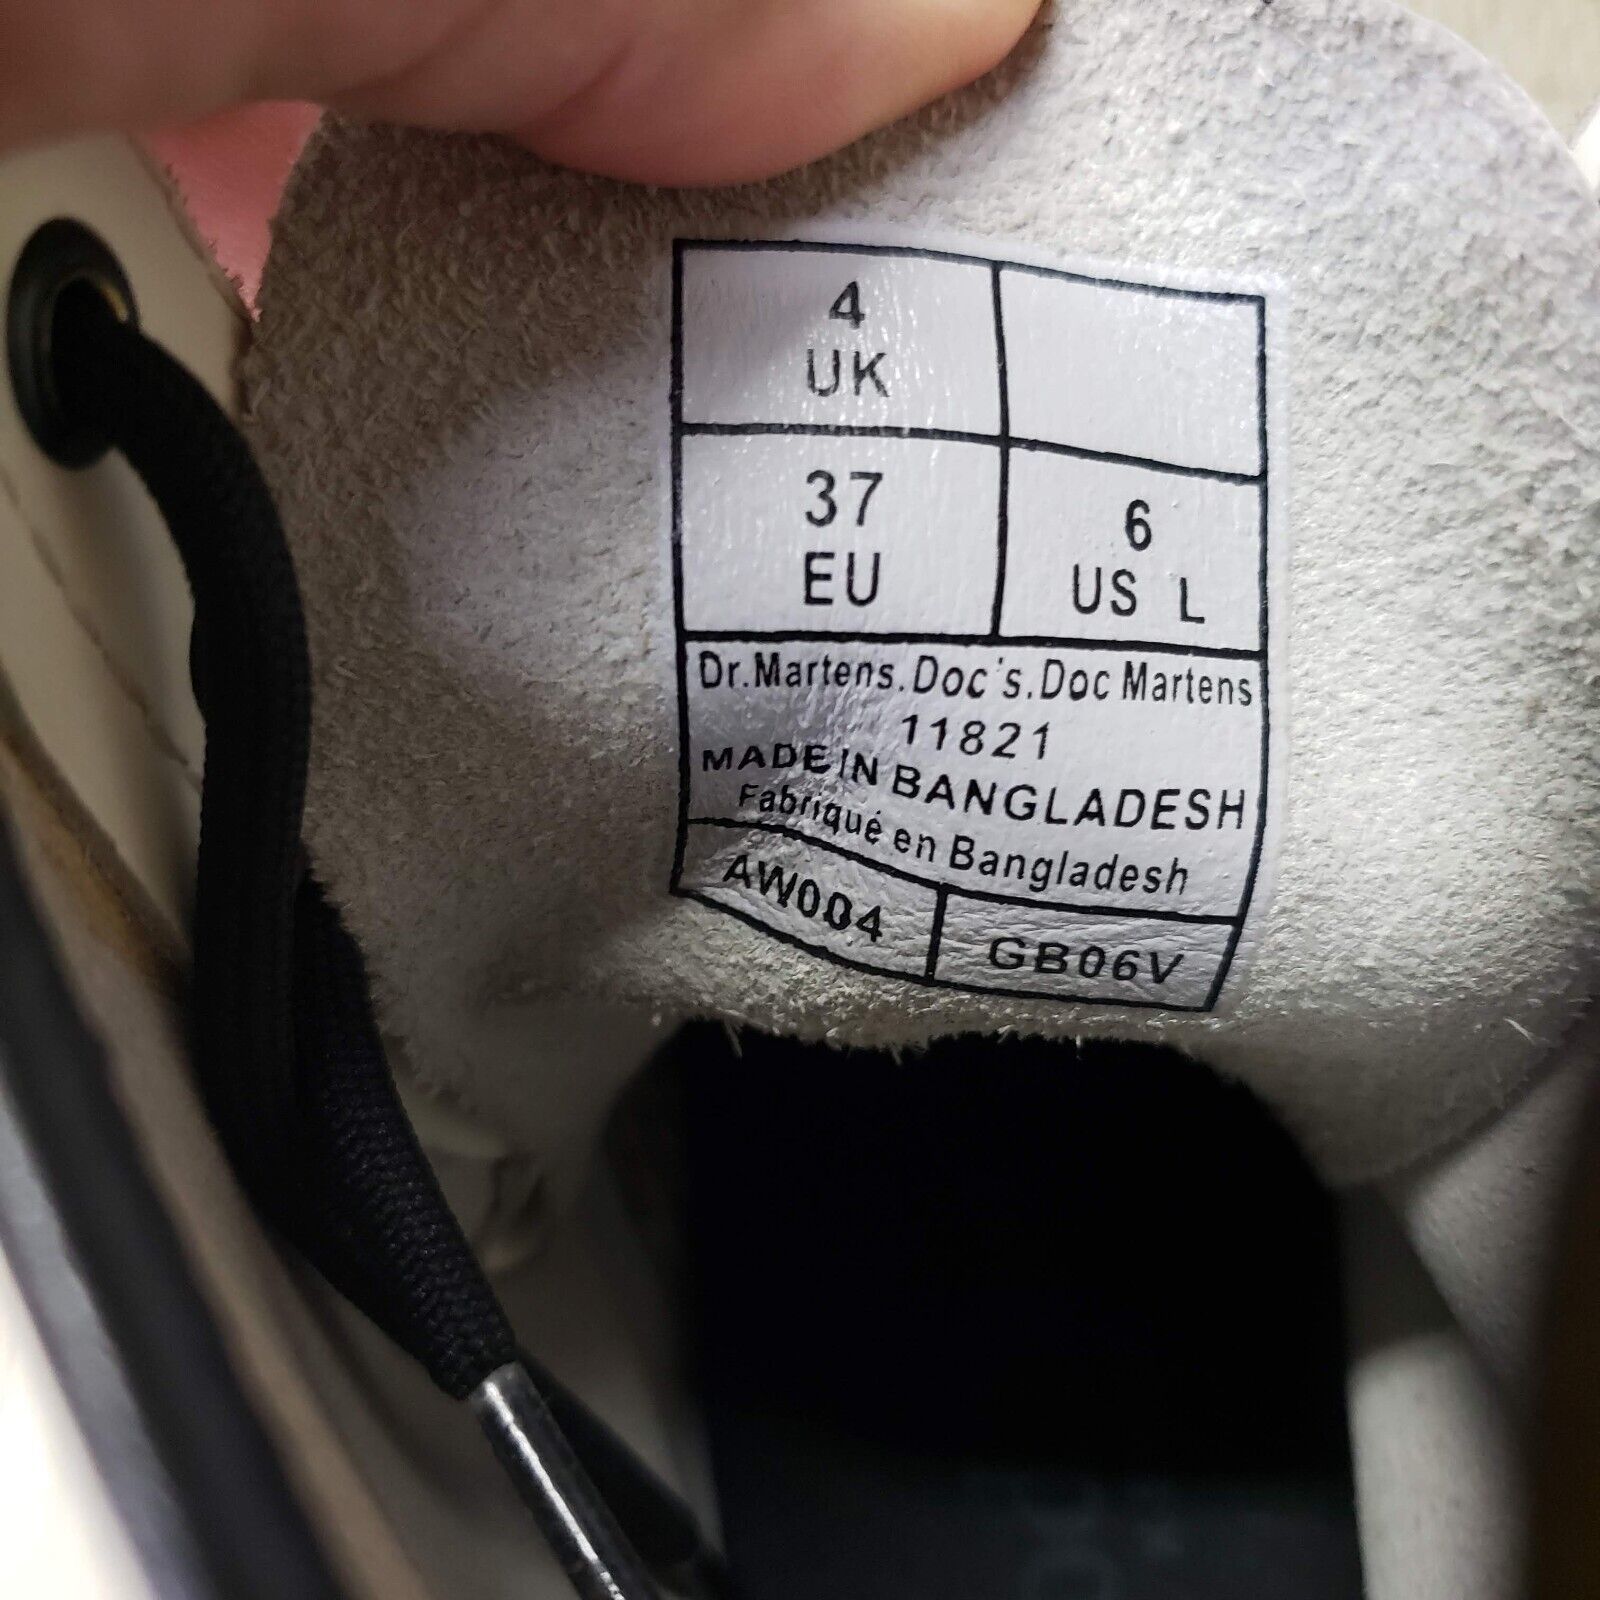 4
UK
37
EU
6
US L
Dr.Martens.Doc's.Doc Martens
11821
MADE IN BANGLADESH
Fabriqué en Bangladesh
AW004
GB06V